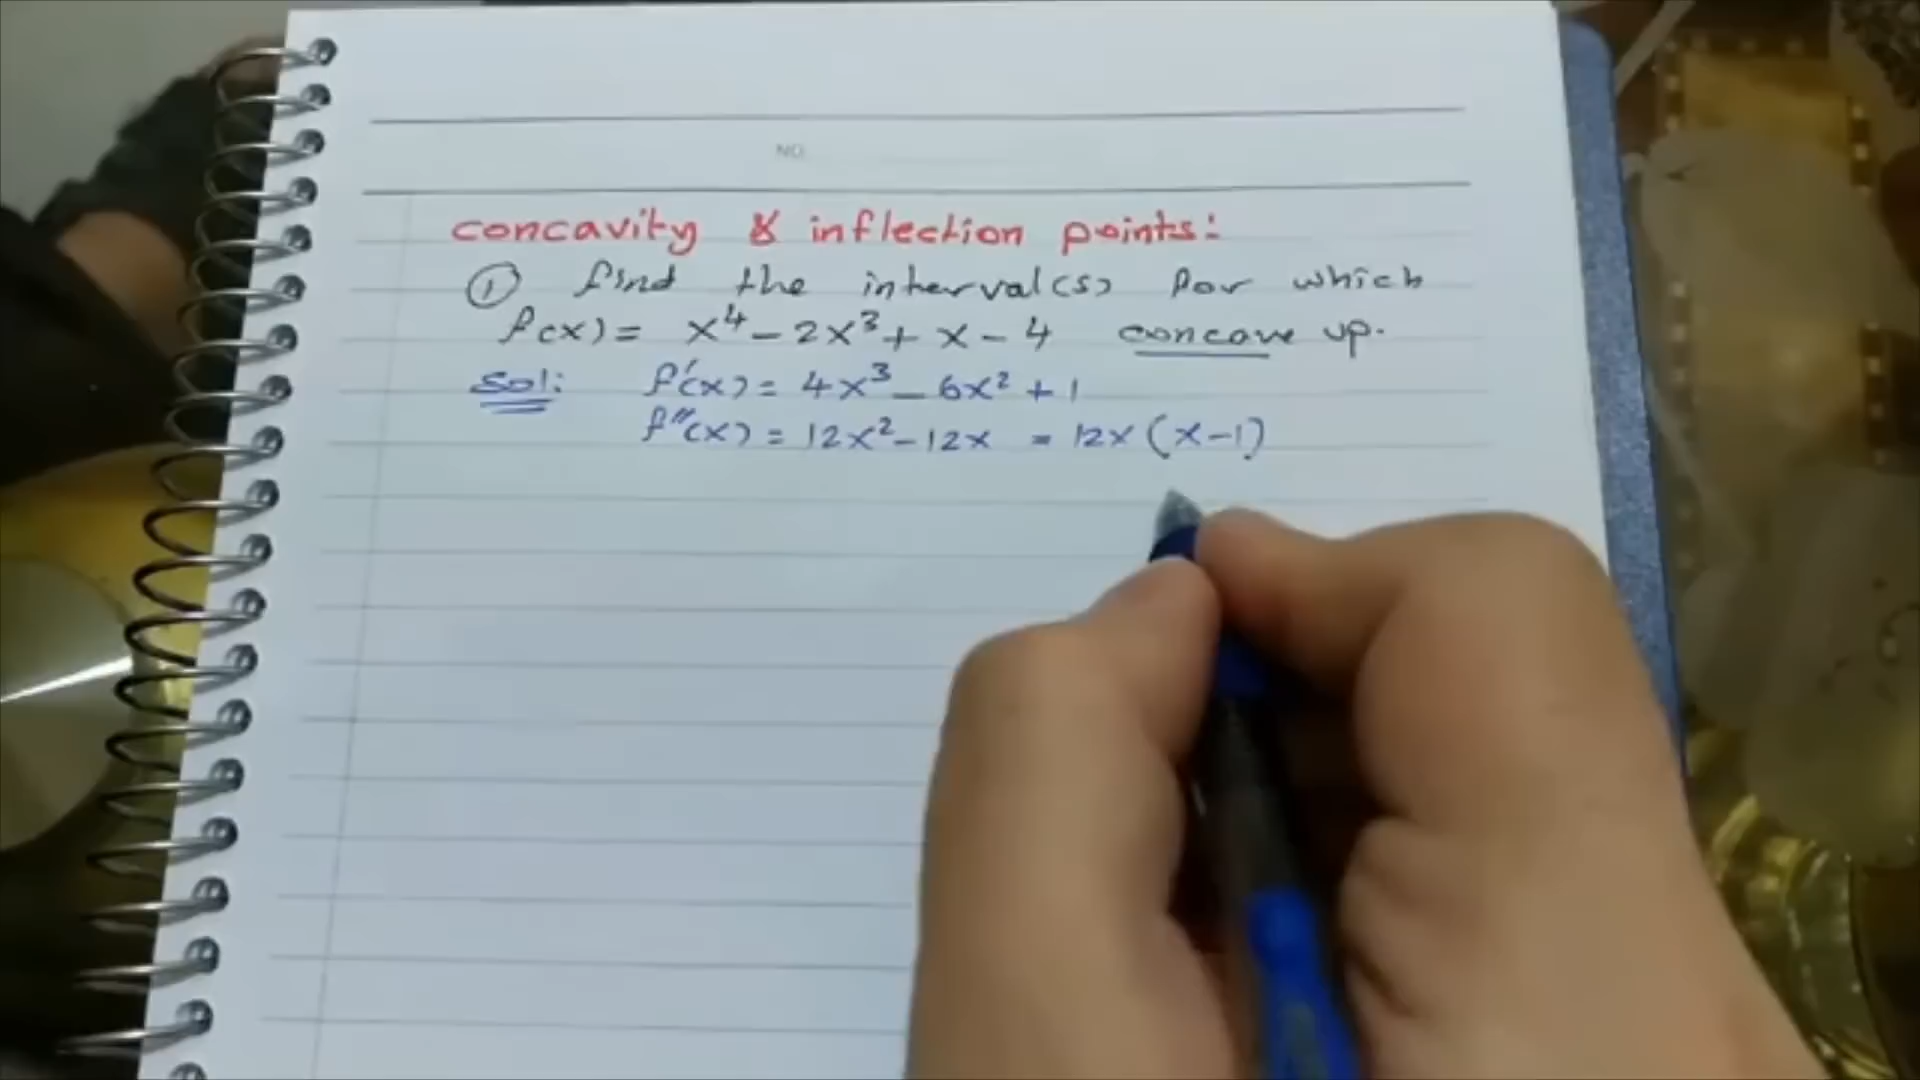 NO.
concavity & inflection points:
① find the interval(s) for which
f(x) = x⁴ - 2x³ + x - 4 concave up.
Sol: f'(x) = 4x³ - 6x² + 1
f''(x) = 12x² - 12x = 12x (x-1)